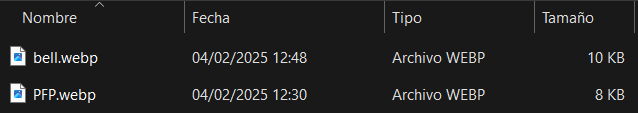 Nombre Fecha Tipo Tamaño
bell.webp 04/02/2025 12:48 Archivo WEBP 10 KB
PFP.webp 04/02/2025 12:30 Archivo WEBP 8 KB